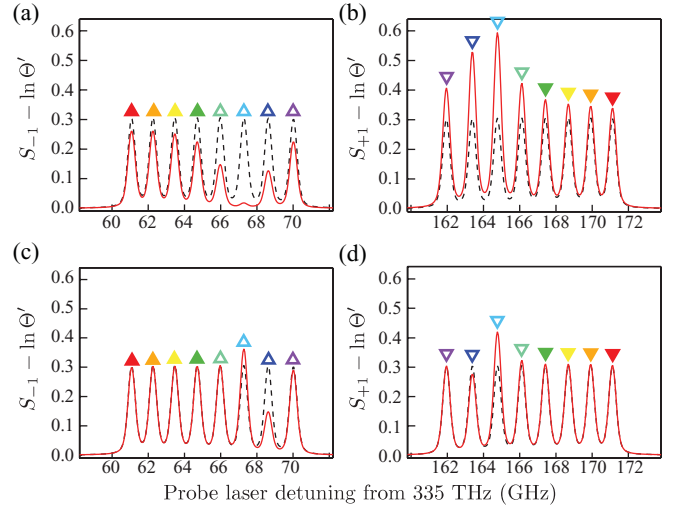 (a)
(b)
S₋₁ − ln Θ′
0.6
0.5
0.4
0.3
0.2
0.1
0.0
60 62 64 66 68 70
S₊₁ − ln Θ′
0.6
0.5
0.4
0.3
0.2
0.1
0.0
162 164 166 168 170 172
(c)
(d)
S₋₁ − ln Θ′
0.6
0.5
0.4
0.3
0.2
0.1
0.0
60 62 64 66 68 70
S₊₁ − ln Θ′
0.6
0.5
0.4
0.3
0.2
0.1
0.0
162 164 166 168 170 172
Probe laser detuning from 335 THz (GHz)